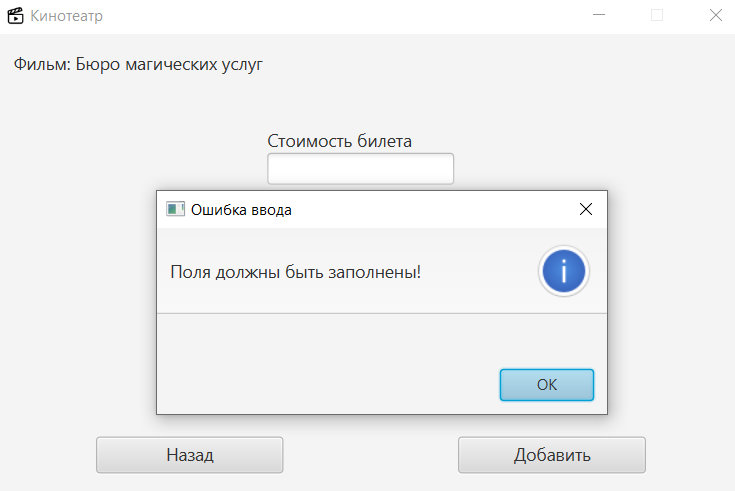 Кинотеатр
Фильм: Бюро магических услуг
Стоимость билета
Ошибка ввода
Поля должны быть заполнены!
OK
Назад
Добавить